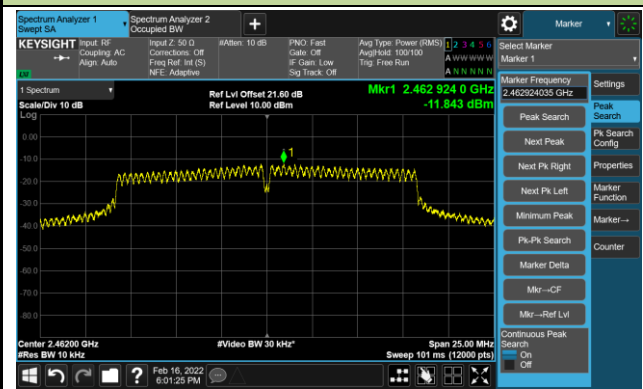 Spectrum Analyzer 1
Swept SA
Spectrum Analyzer 2
Occupied BW
Marker
KEYSIGHT
Input: RF
Coupling: AC
Align: Auto
Input Z: 50 Ω
Corrections: Off
Freq Ref: Int (S)
NFE: Adaptive
#Atten: 10 dB
PNO: Fast
Gate: Off
IF Gain: Low
Sig Track: Off
Avg Type: Power (RMS)
Avg|Hold: 100/100
Trig: Free Run
1 2 3 4 5 6
A W W W W W
A N N N N N
Select Marker
Marker 1
1 Spectrum
Scale/Div 10 dB
Log
Ref Lvl Offset 21.60 dB
Ref Level 10.00 dBm
Mkr1 2.462 924 0 GHz
-11.843 dBm
1
0.00
-10.0
-20.0
-30.0
-40.0
-50.0
-60.0
-70.0
-80.0
Center 2.46200 GHz
#Res BW 10 kHz
#Video BW 30 kHz*
Span 25.00 MHz
Sweep 101 ms (12000 pts)
Marker Frequency
2.462924035 GHz
Peak Search
Next Peak
Next Pk Right
Next Pk Left
Minimum Peak
Pk-Pk Search
Marker Delta
Mkr→CF
Mkr→Ref Lvl
Continuous Peak
Search
On
Off
Settings
Peak
Search
Pk Search
Config
Properties
Marker
Function
Marker→
Counter
Feb 16, 2022
6:01:25 PM